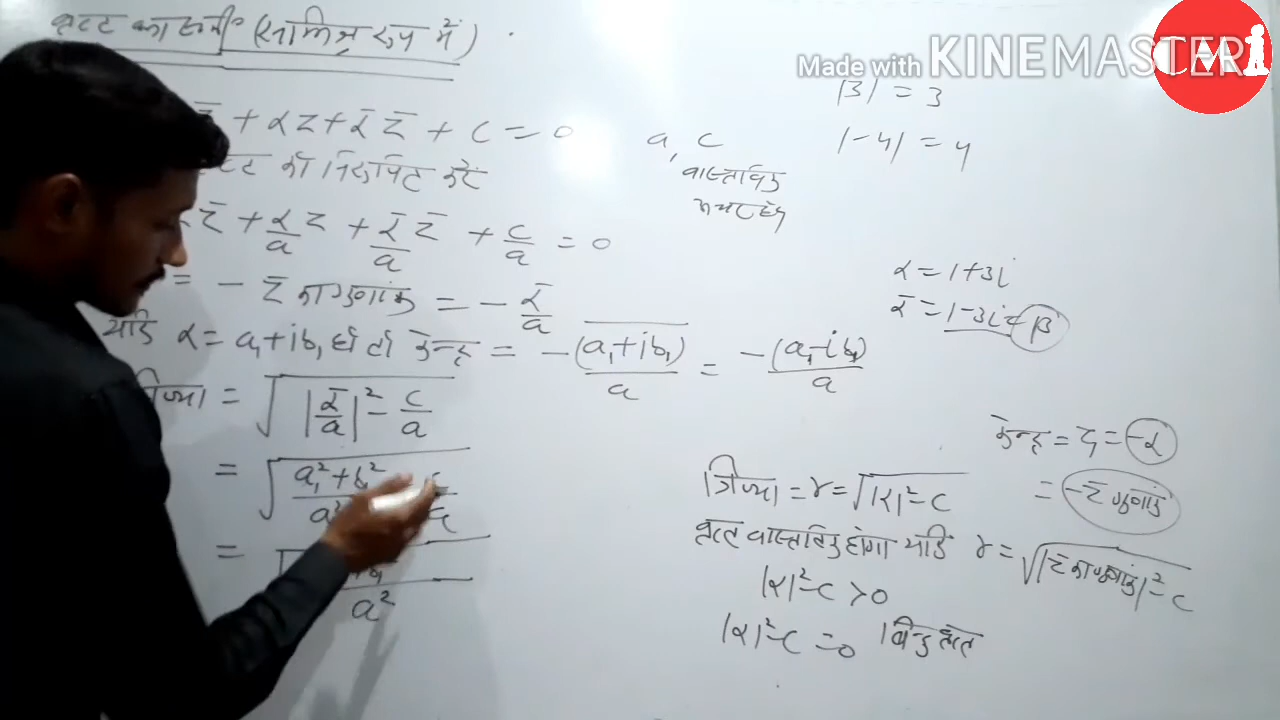 वृत्त का समी० (सम्मिश्र रूप में)
z̅ + αz + α̅ z̅ + c = 0
को निरूपित करें
z̅ + α/a z + α̅/a z̅ + c/a = 0
= - z̅ का गुणांक = - α̅/a
यदि α = a₁+ib₁ हो तो केन्द्र = -(a₁+ib₁)‾/a = -(a₁-ib₁)/a
= √(|α̅/a|² - c/a)
= √(a₁²+b₁²
=
a²
Made with KINEMASTER
CM
|3| = 3
|-4| = 4
a, c
वास्तविक
α = 1+3i
α̅ = 1-3i = β
केन्द्र = z₁ = -α
= -z̅ गुणांक
त्रिज्या = r = √(|α|²-c)
वृत्त वास्तविक होगा यदि
r = √(|z̅ का गुणांक|²-c)
|α|²-c > 0
|α|²-c = 0 बिन्दु वृत्त